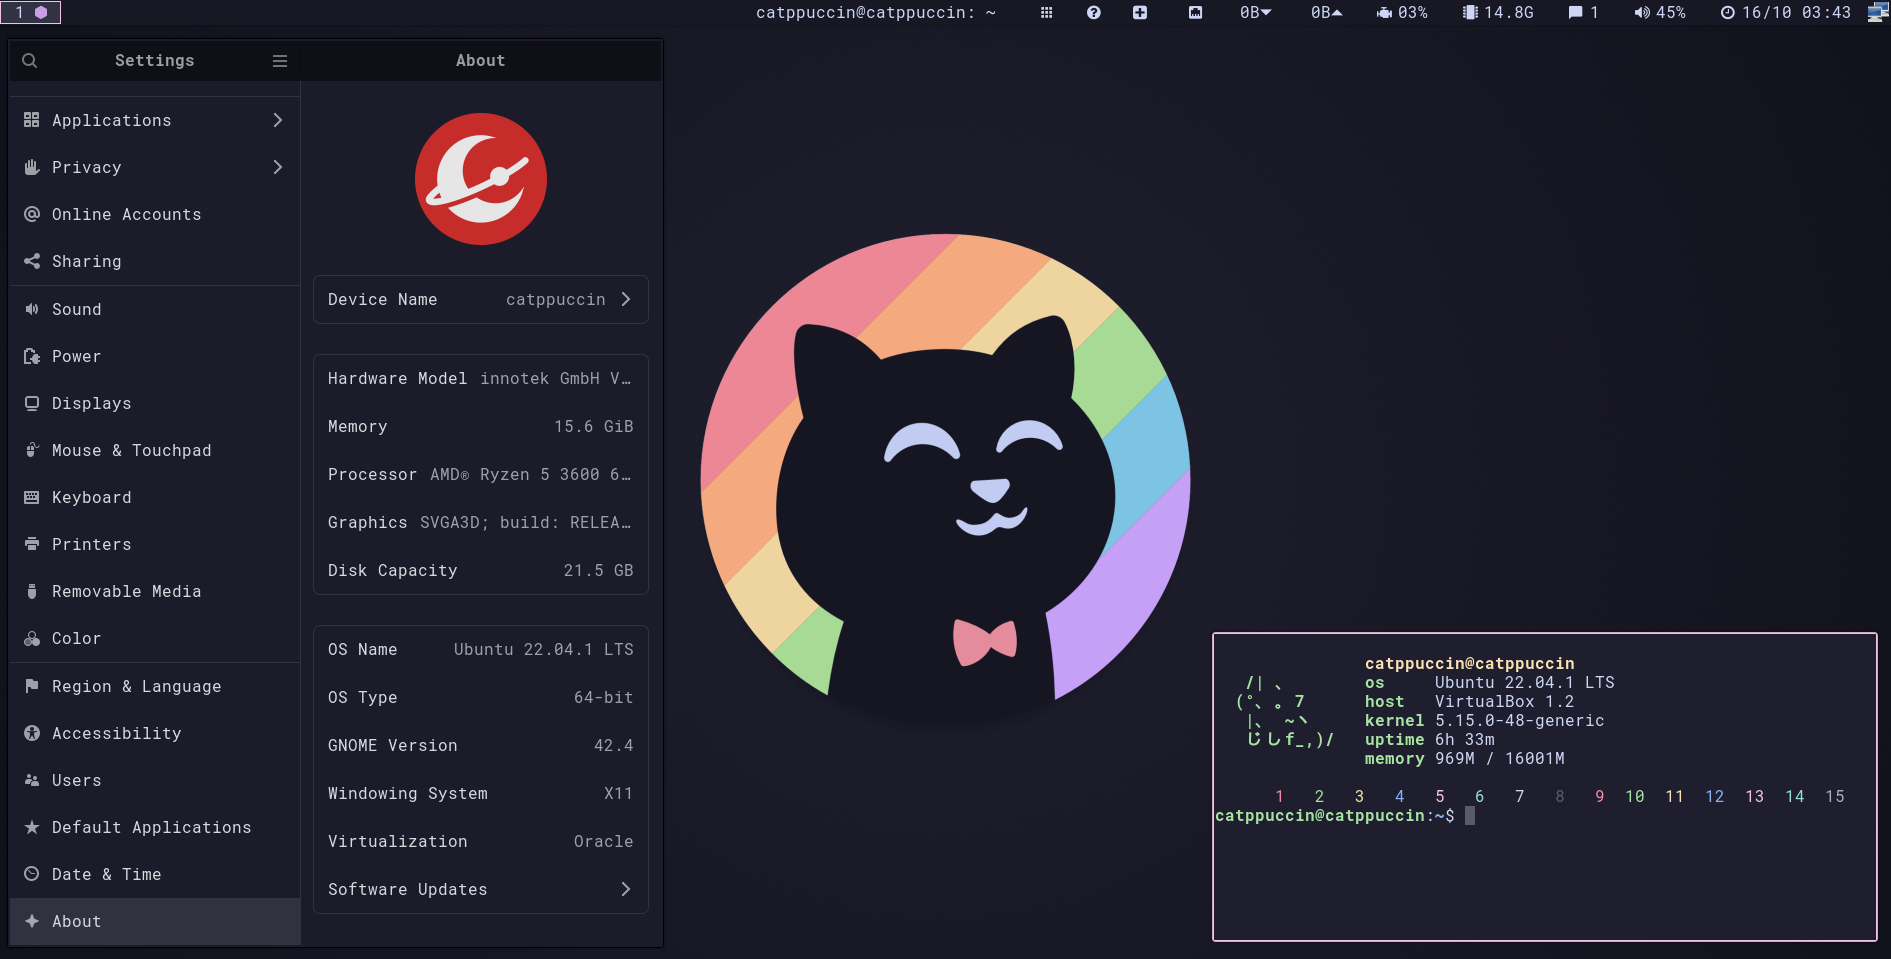 1
catppuccin@catppuccin: ~
0B
0B
03%
14.8G
1
45%
16/10 03:43
Settings
About
Applications
Privacy
Online Accounts
Sharing
Sound
Power
Displays
Mouse & Touchpad
Keyboard
Printers
Removable Media
Color
Region & Language
Accessibility
Users
Default Applications
Date & Time
About
Device Name catppuccin
Hardware Model innotek GmbH V…
Memory 15.6 GiB
Processor AMD® Ryzen 5 3600 6…
Graphics SVGA3D; build: RELEA…
Disk Capacity 21.5 GB
OS Name Ubuntu 22.04.1 LTS
OS Type 64-bit
GNOME Version 42.4
Windowing System X11
Virtualization Oracle
Software Updates
catppuccin@catppuccin
/| 、 os Ubuntu 22.04.1 LTS
(°、。7 host VirtualBox 1.2
|、 ~ヽ kernel 5.15.0-48-generic
じしf_,)/ uptime 6h 33m
memory 969M / 16001M
1 2 3 4 5 6 7 8 9 10 11 12 13 14 15
catppuccin@catppuccin:~$